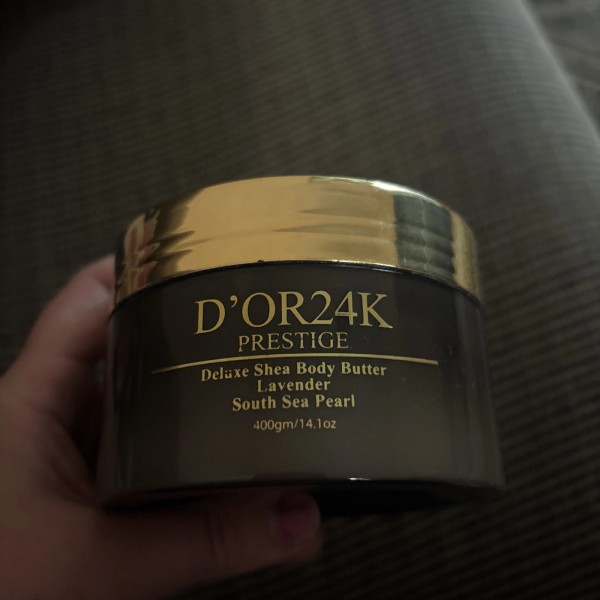 D'OR24K
PRESTIGE
Deluxe Shea Body Butter
Lavender
South Sea Pearl
400gm/14.1oz